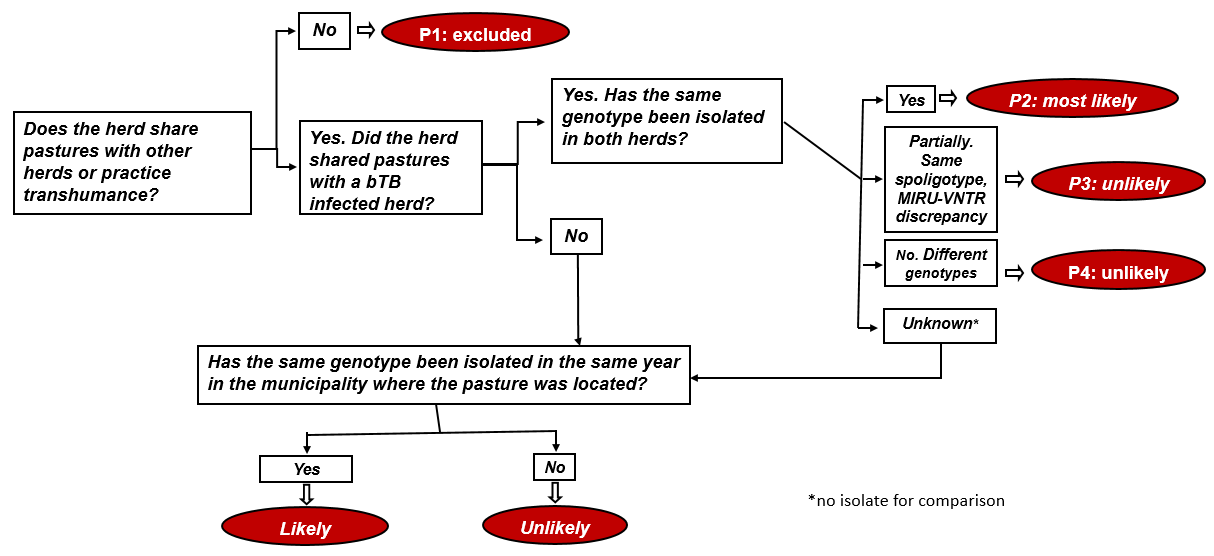 No
P1: excluded
Does the herd share
pastures with other
herds or practice
transhumance?
Yes. Did the herd
shared pastures
with a bTB
infected herd?
Yes. Has the same
genotype been isolated
in both herds?
No
Yes
P2: most likely
Partially.
Same
spoligotype,
MIRU-VNTR
discrepancy
P3: unlikely
No. Different
genotypes
P4: unlikely
Unknown*
Has the same genotype been isolated in the same year
in the municipality where the pasture was located?
Yes
No
Likely
Unlikely
*no isolate for comparison